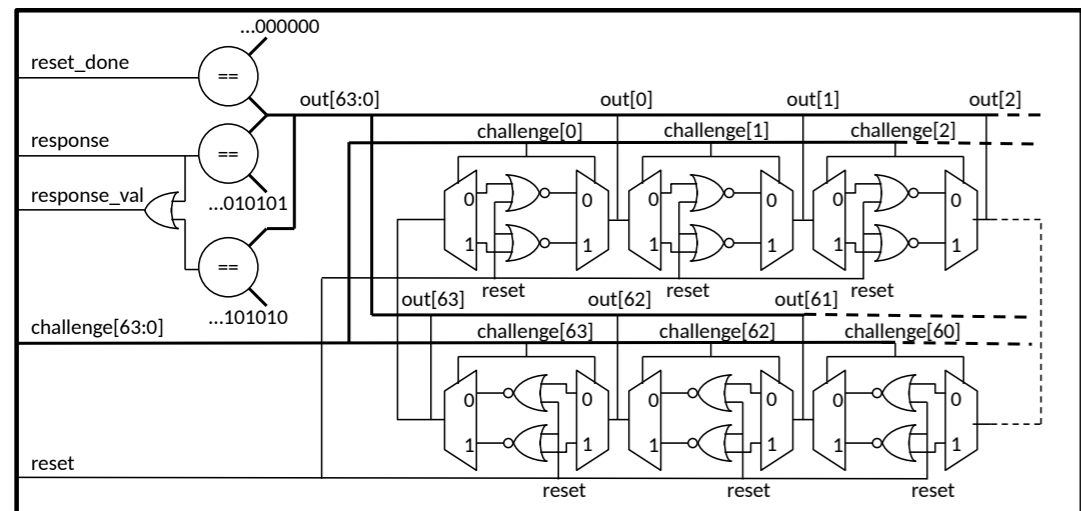 ...000000
reset_done
==
out[63:0]
out[0]
out[1]
out[2]
response
==
challenge[0]
challenge[1]
challenge[2]
response_val
...010101
0
0
0
0
0
0
1
1
1
1
1
1
==
reset
reset
reset
...101010
out[63]
out[62]
out[61]
challenge[63:0]
challenge[63]
challenge[62]
challenge[60]
0
0
0
0
0
0
1
1
1
1
1
1
reset
reset
reset
reset